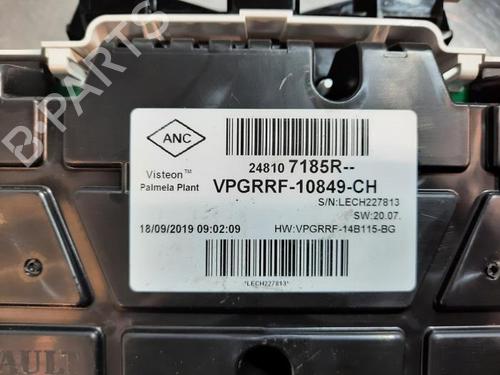 B-PARTS
ANC
Visteon™
Palmela Plant
24810 7185R--
VPGRRF-10849-CH
S/N:LECH227813
SW:20.07.
18/09/2019 09:02:09
HW:VPGRRF-14B115-BG
*LECH227813*
AULT